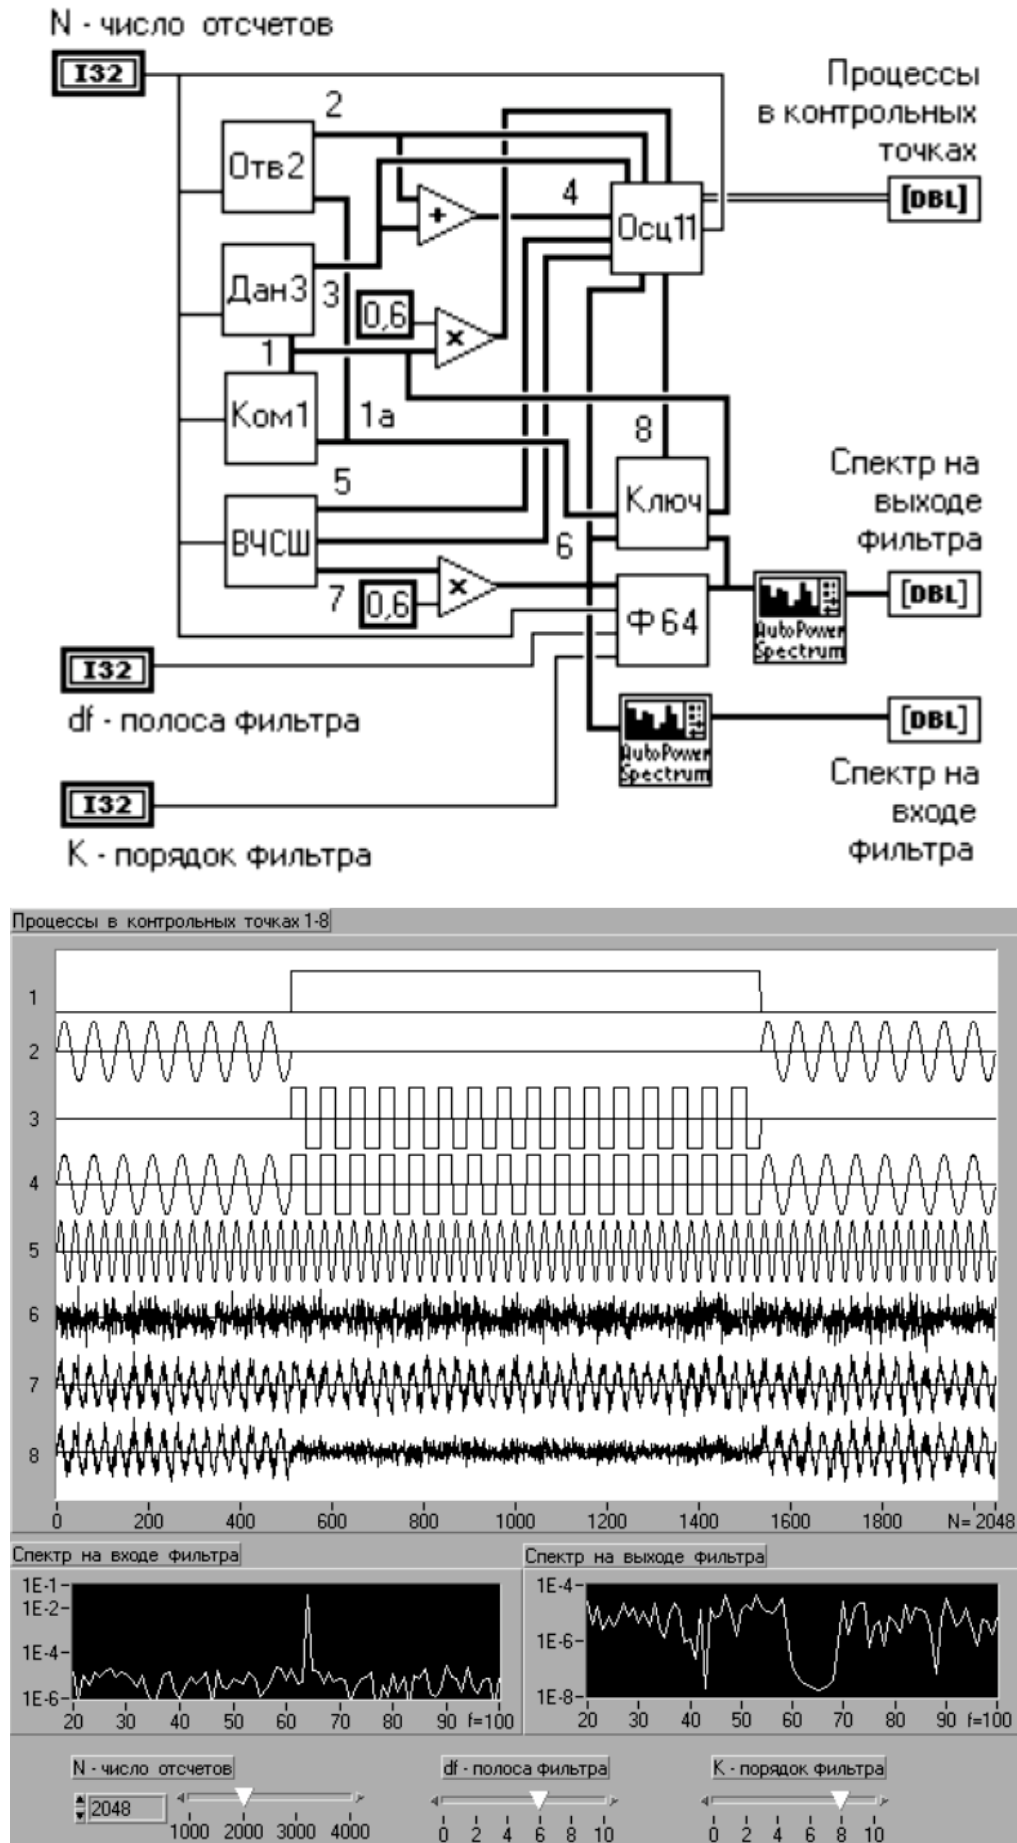 N - число отсчетов
I32
Процессы
в контрольных
точках
[DBL]
2
Отв2
+
4
Осц11
Дан3
3
0,6
×
1
Ком1
1а
8
5
Ключ
Спектр на
выходе
фильтра
ВЧСШ
6
7
0,6
×
Ф64
AutoPower
Spectrum
[DBL]
I32
df - полоса фильтра
AutoPower
Spectrum
[DBL]
Спектр на
входе
фильтра
I32
K - порядок фильтра
Процессы в контрольных точках 1-8
1
2
3
4
5
6
7
8
0 200 400 600 800 1000 1200 1400 1600 1800 N= 2048
Спектр на входе фильтра
1E-1
1E-2
1E-4
1E-6
20 30 40 50 60 70 80 90 f=100
Спектр на выходе фильтра
1E-4
1E-6
1E-8
20 30 40 50 60 70 80 90 f=100
N - число отсчетов
2048
1000 2000 3000 4000
df - полоса фильтра
0 2 4 6 8 10
K - порядок фильтра
0 2 4 6 8 10